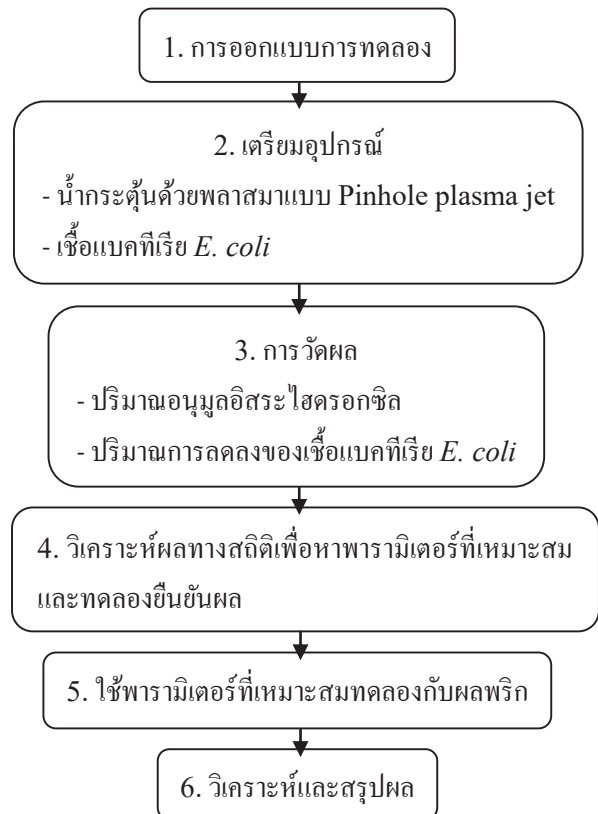 1. การออกแบบการทดลอง
2. เตรียมอุปกรณ์
- น้ำกระตุ้นด้วยพลาสมาแบบ Pinhole plasma jet
- เชื้อแบคทีเรีย E. coli
3. การวัดผล
- ปริมาณอนุมูลอิสระไฮดรอกซิล
- ปริมาณการลดลงของเชื้อแบคทีเรีย E. coli
4. วิเคราะห์ผลทางสถิติเพื่อหาพารามิเตอร์ที่เหมาะสม
และทดลองยืนยันผล
5. ใช้พารามิเตอร์ที่เหมาะสมทดลองกับผลพริก
6. วิเคราะห์และสรุปผล